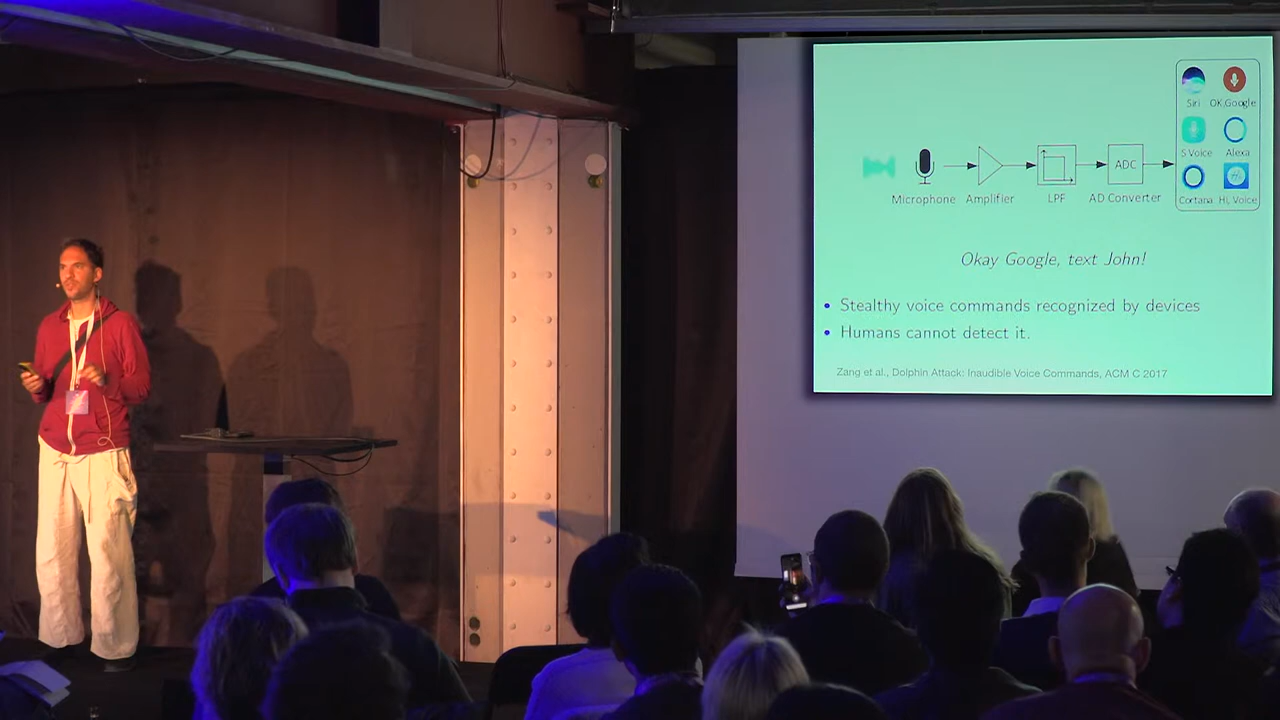 Siri OK,Google
S Voice Alexa
Cortana Hi, Voice
ADC
Microphone Amplifier LPF AD Converter
Okay Google, text John!
• Stealthy voice commands recognized by devices
• Humans cannot detect it.
Zang et al., Dolphin Attack: Inaudible Voice Commands, ACM C 2017